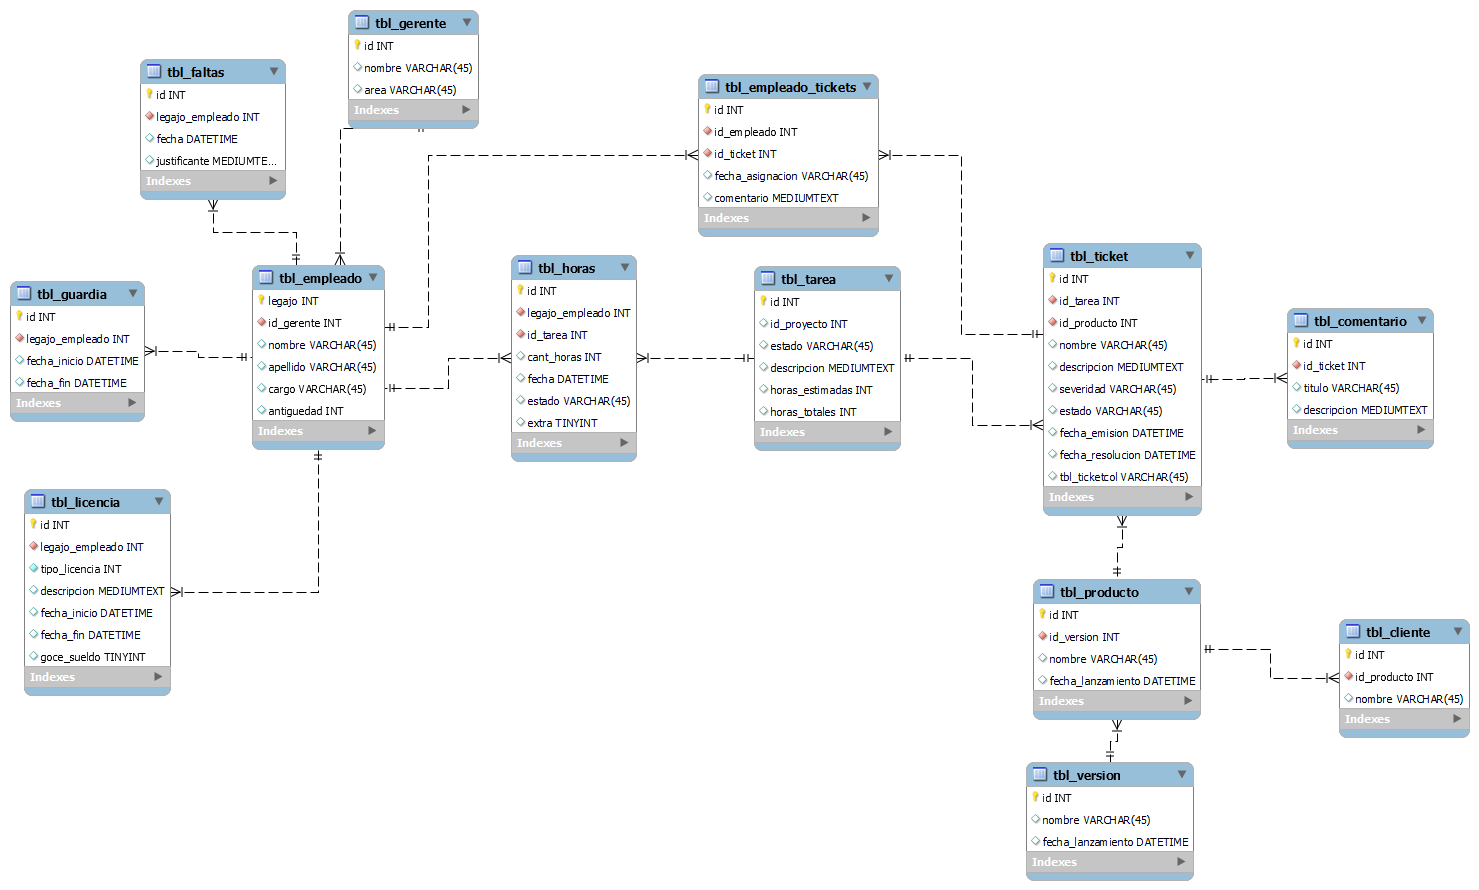 tbl_gerente
id INT
nombre VARCHAR(45)
area VARCHAR(45)
Indexes
tbl_faltas
id INT
legajo_empleado INT
fecha DATETIME
justificante MEDIUMTE...
Indexes
tbl_empleado_tickets
id INT
id_empleado INT
id_ticket INT
fecha_asignacion VARCHAR(45)
comentario MEDIUMTEXT
Indexes
tbl_guardia
id INT
legajo_empleado INT
fecha_inicio DATETIME
fecha_fin DATETIME
Indexes
tbl_empleado
legajo INT
id_gerente INT
nombre VARCHAR(45)
apellido VARCHAR(45)
cargo VARCHAR(45)
antiguedad INT
Indexes
tbl_horas
id INT
legajo_empleado INT
id_tarea INT
cant_horas INT
fecha DATETIME
estado VARCHAR(45)
extra TINYINT
Indexes
tbl_tarea
id INT
id_proyecto INT
estado VARCHAR(45)
descripcion MEDIUMTEXT
horas_estimadas INT
horas_totales INT
Indexes
tbl_ticket
id INT
id_tarea INT
id_producto INT
nombre VARCHAR(45)
descripcion MEDIUMTEXT
severidad VARCHAR(45)
estado VARCHAR(45)
fecha_emision DATETIME
fecha_resolucion DATETIME
tbl_ticketcol VARCHAR(45)
Indexes
tbl_comentario
id INT
id_ticket INT
titulo VARCHAR(45)
descripcion MEDIUMTEXT
Indexes
tbl_licencia
id INT
legajo_empleado INT
tipo_licencia INT
descripcion MEDIUMTEXT
fecha_inicio DATETIME
fecha_fin DATETIME
goce_sueldo TINYINT
Indexes
tbl_producto
id INT
id_version INT
nombre VARCHAR(45)
fecha_lanzamiento DATETIME
Indexes
tbl_cliente
id INT
id_producto INT
nombre VARCHAR(45)
Indexes
tbl_version
id INT
nombre VARCHAR(45)
fecha_lanzamiento DATETIME
Indexes